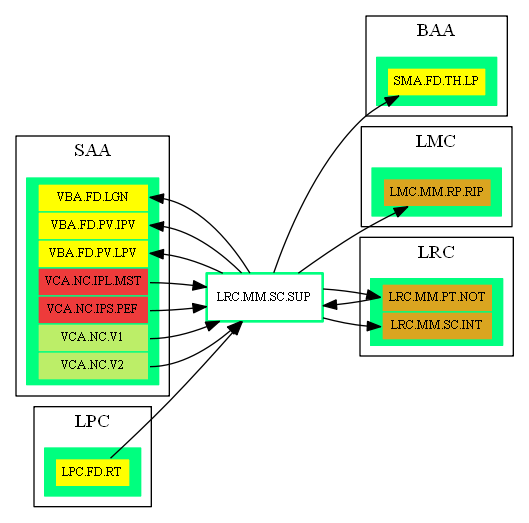 BAA
SMA.FD.TH.LP
LMC
LMC.MM.RP.RIP
SAA
VBA.FD.LGN
VBA.FD.PV.IPV
VBA.FD.PV.LPV
VCA.NC.IPL.MST
VCA.NC.IPS.PEF
VCA.NC.V1
VCA.NC.V2
LRC.MM.SC.SUP
LRC
LRC.MM.PT.NOT
LRC.MM.SC.INT
LPC
LPC.FD.RT